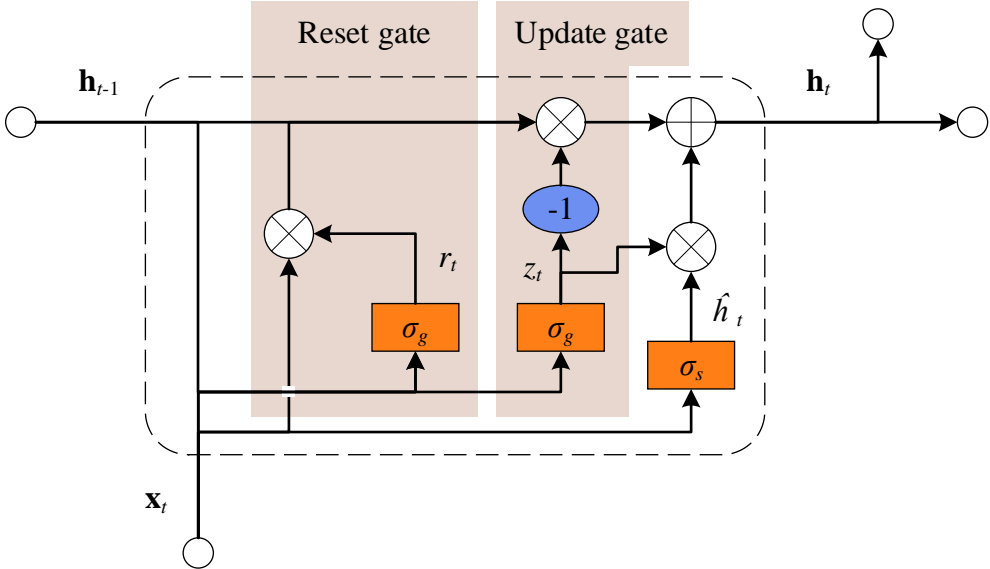 Reset gate
Update gate
h_{t-1}
h_t
-1
r_t
z_t
ĥ_t
σ_g
σ_g
σ_s
x_t